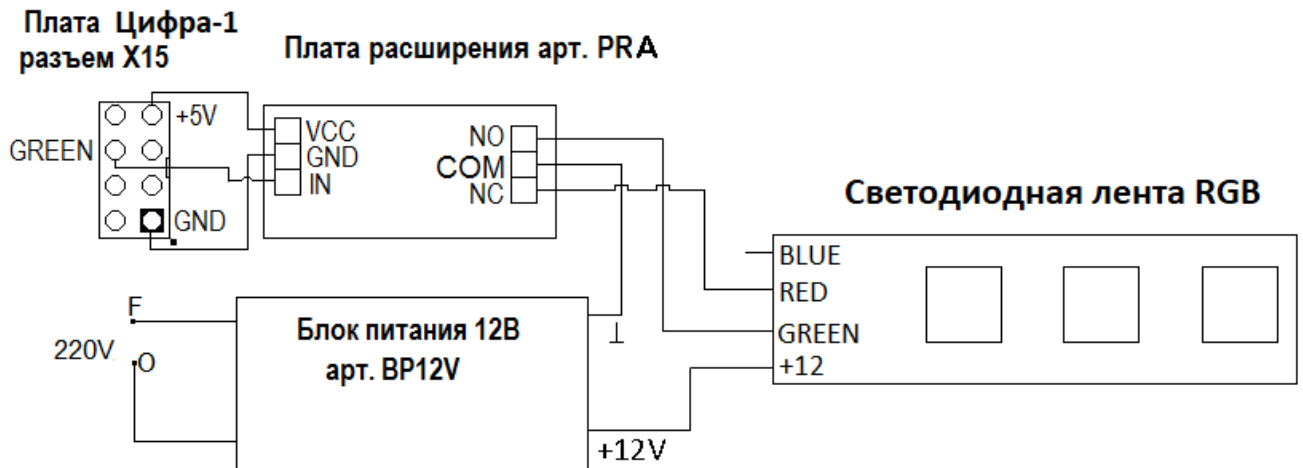 Плата Цифра-1
разъем X15
Плата расширения арт. PRA
+5V
GREEN
GND
VCC
GND
IN
NO
COM
NC
Светодиодная лента RGB
BLUE
RED
GREEN
+12
F
220V
O
Блок питания 12В
арт. BP12V
⊥
+12V